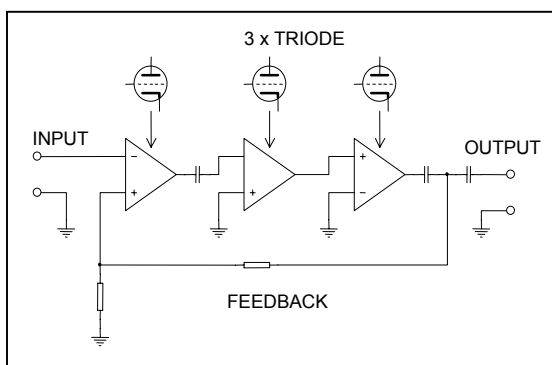 3 x TRIODE
INPUT
OUTPUT
−
+
+
−
+
−
FEEDBACK